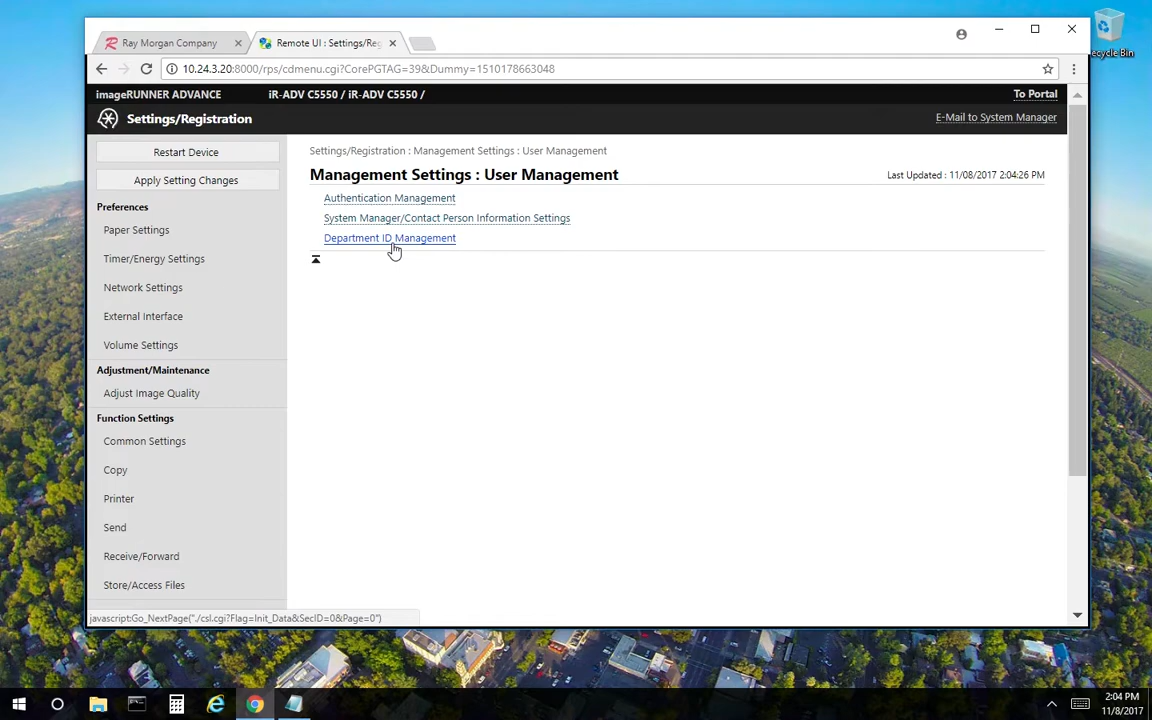 Ray Morgan Company
Remote UI : Settings/Reg
10.24.3.20:8000/rps/cdmenu.cgi?CorePGTAG=39&Dummy=1510178663048
Recycle Bin
imageRUNNER ADVANCE
iR-ADV C5550 / iR-ADV C5550 /
To Portal
Settings/Registration
E-Mail to System Manager
Restart Device
Apply Setting Changes
Preferences
Paper Settings
Timer/Energy Settings
Network Settings
External Interface
Volume Settings
Adjustment/Maintenance
Adjust Image Quality
Function Settings
Common Settings
Copy
Printer
Send
Receive/Forward
Store/Access Files
Settings/Registration : Management Settings : User Management
Management Settings : User Management
Last Updated : 11/08/2017 2:04:26 PM
Authentication Management
System Manager/Contact Person Information Settings
Department ID Management
javascript:Go_NextPage("./csl.cgi?Flag=Init_Data&SecID=0&Page=0")
2:04 PM
11/8/2017